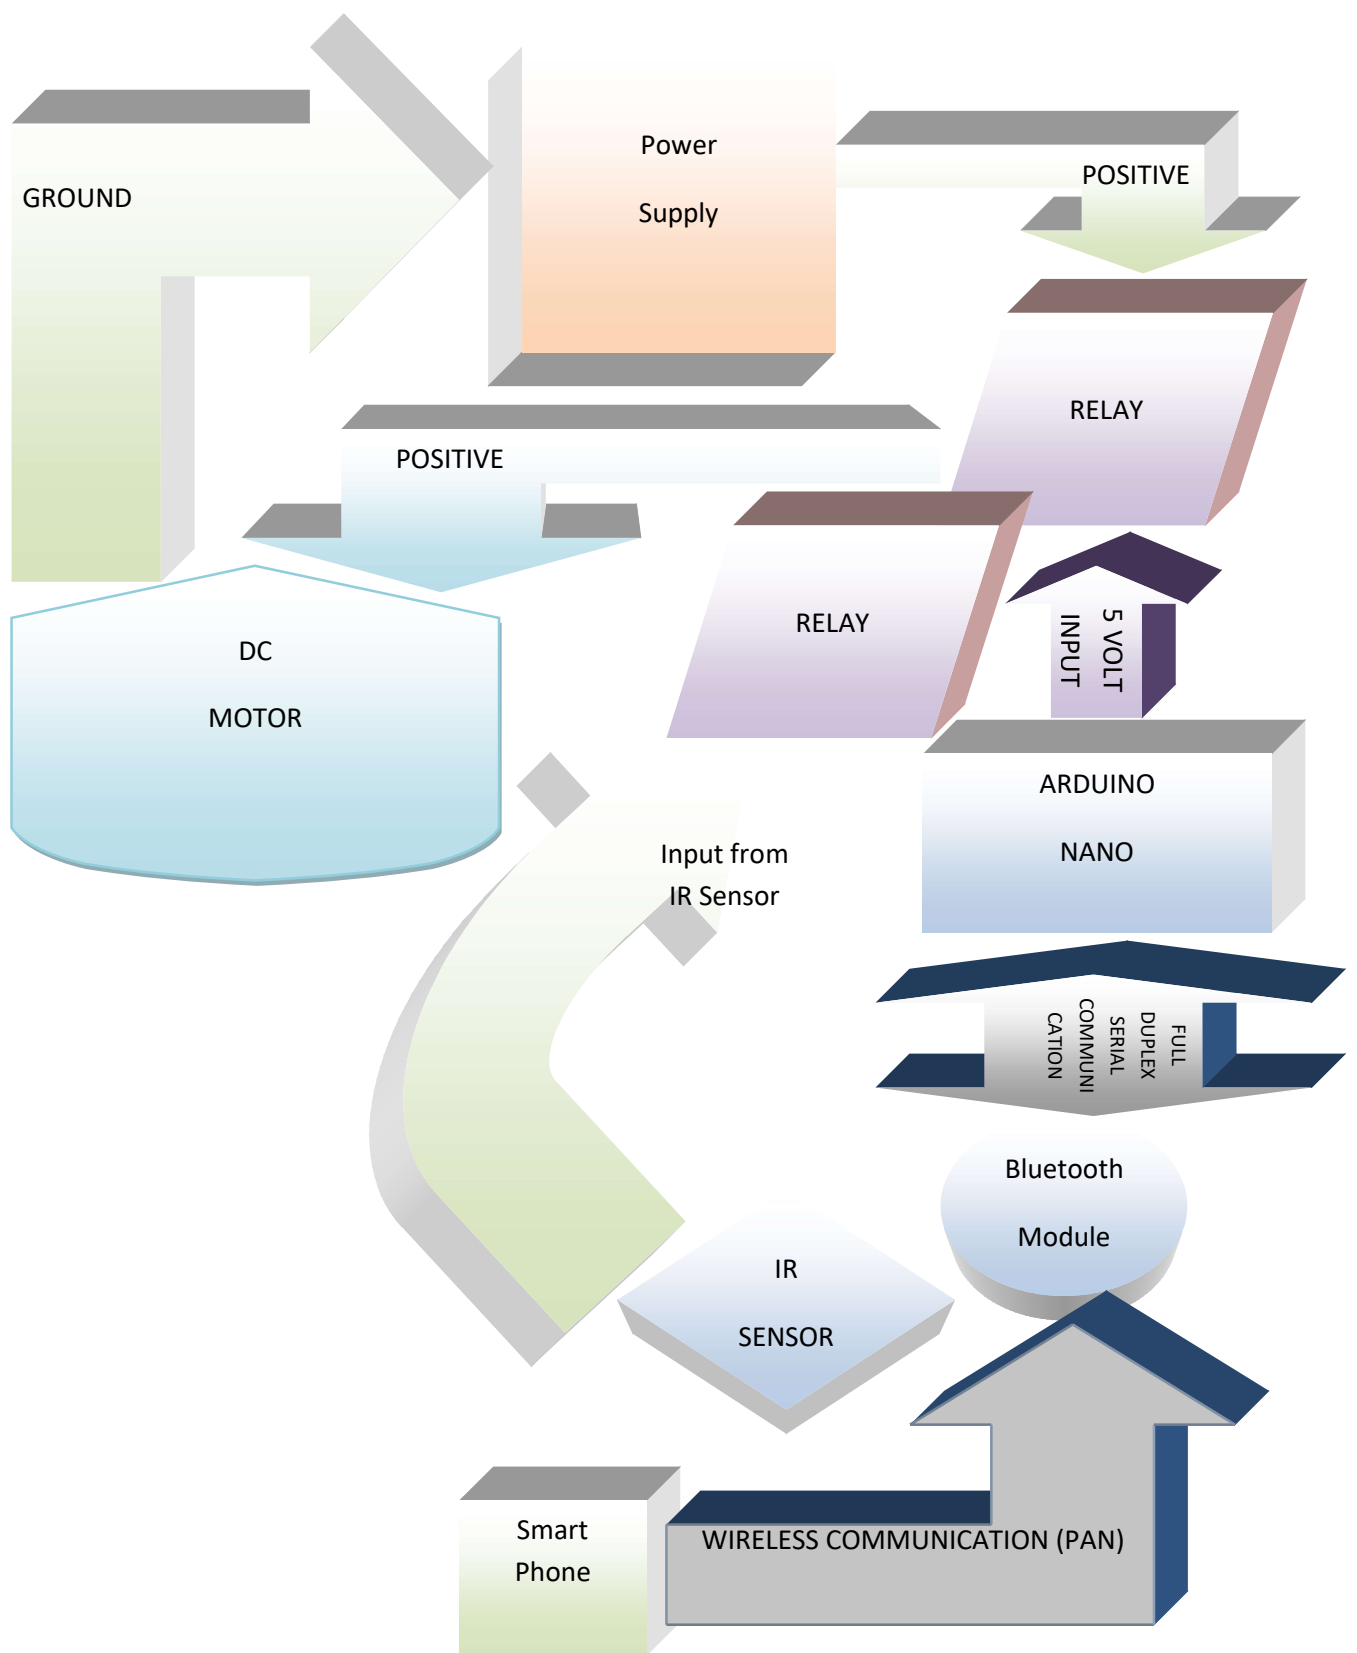 Power
Supply
POSITIVE
GROUND
RELAY
POSITIVE
RELAY
5 VOLT
INPUT
DC
MOTOR
ARDUINO
NANO
Input from
IR Sensor
FULL
DUPLEX
SERIAL
COMMUNI
CATION
Bluetooth
Module
IR
SENSOR
Smart
Phone
WIRELESS COMMUNICATION (PAN)